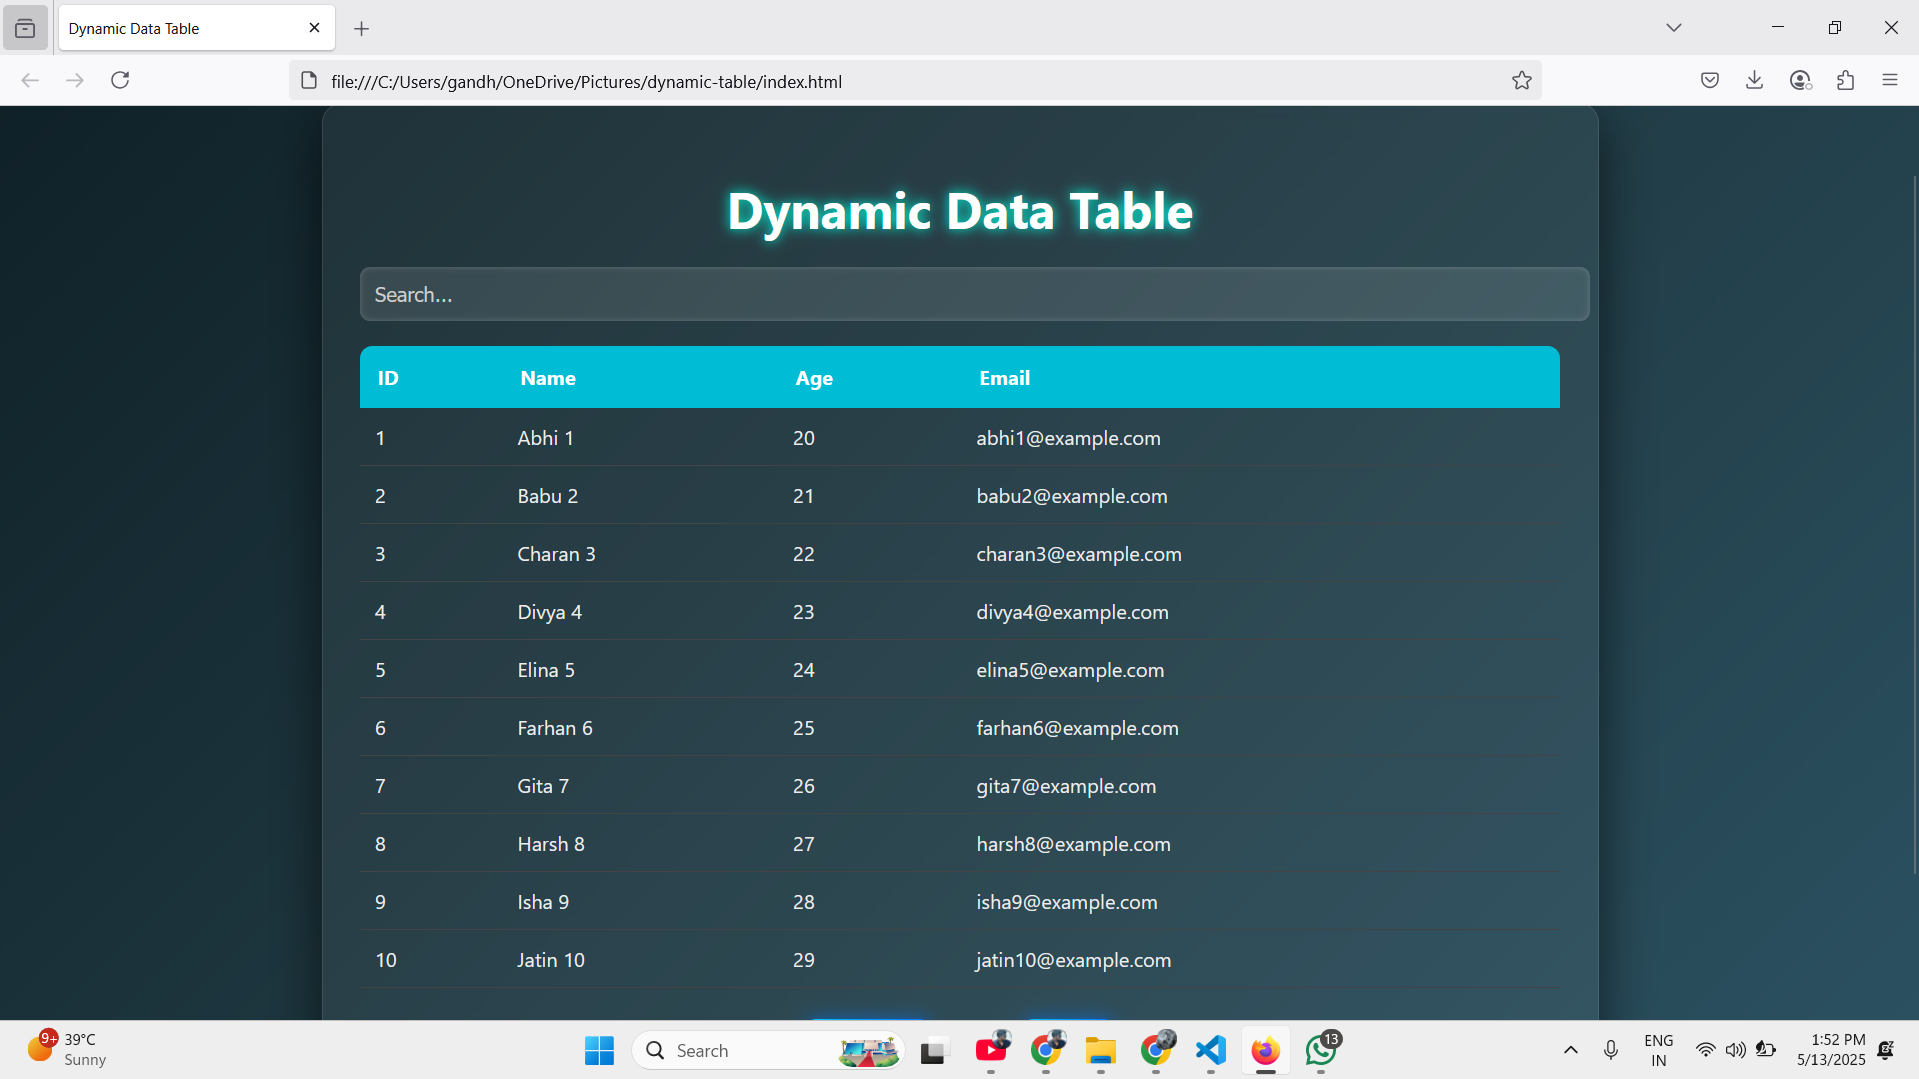 Dynamic Data Table
file:///C:/Users/gandh/OneDrive/Pictures/dynamic-table/index.html
Dynamic Data Table
Search...
ID Name Age Email
1 Abhi 1 20 abhi1@example.com
2 Babu 2 21 babu2@example.com
3 Charan 3 22 charan3@example.com
4 Divya 4 23 divya4@example.com
5 Elina 5 24 elina5@example.com
6 Farhan 6 25 farhan6@example.com
7 Gita 7 26 gita7@example.com
8 Harsh 8 27 harsh8@example.com
9 Isha 9 28 isha9@example.com
10 Jatin 10 29 jatin10@example.com
9+ 39°C
Sunny
Search
13
ENG
IN
1:52 PM
5/13/2025